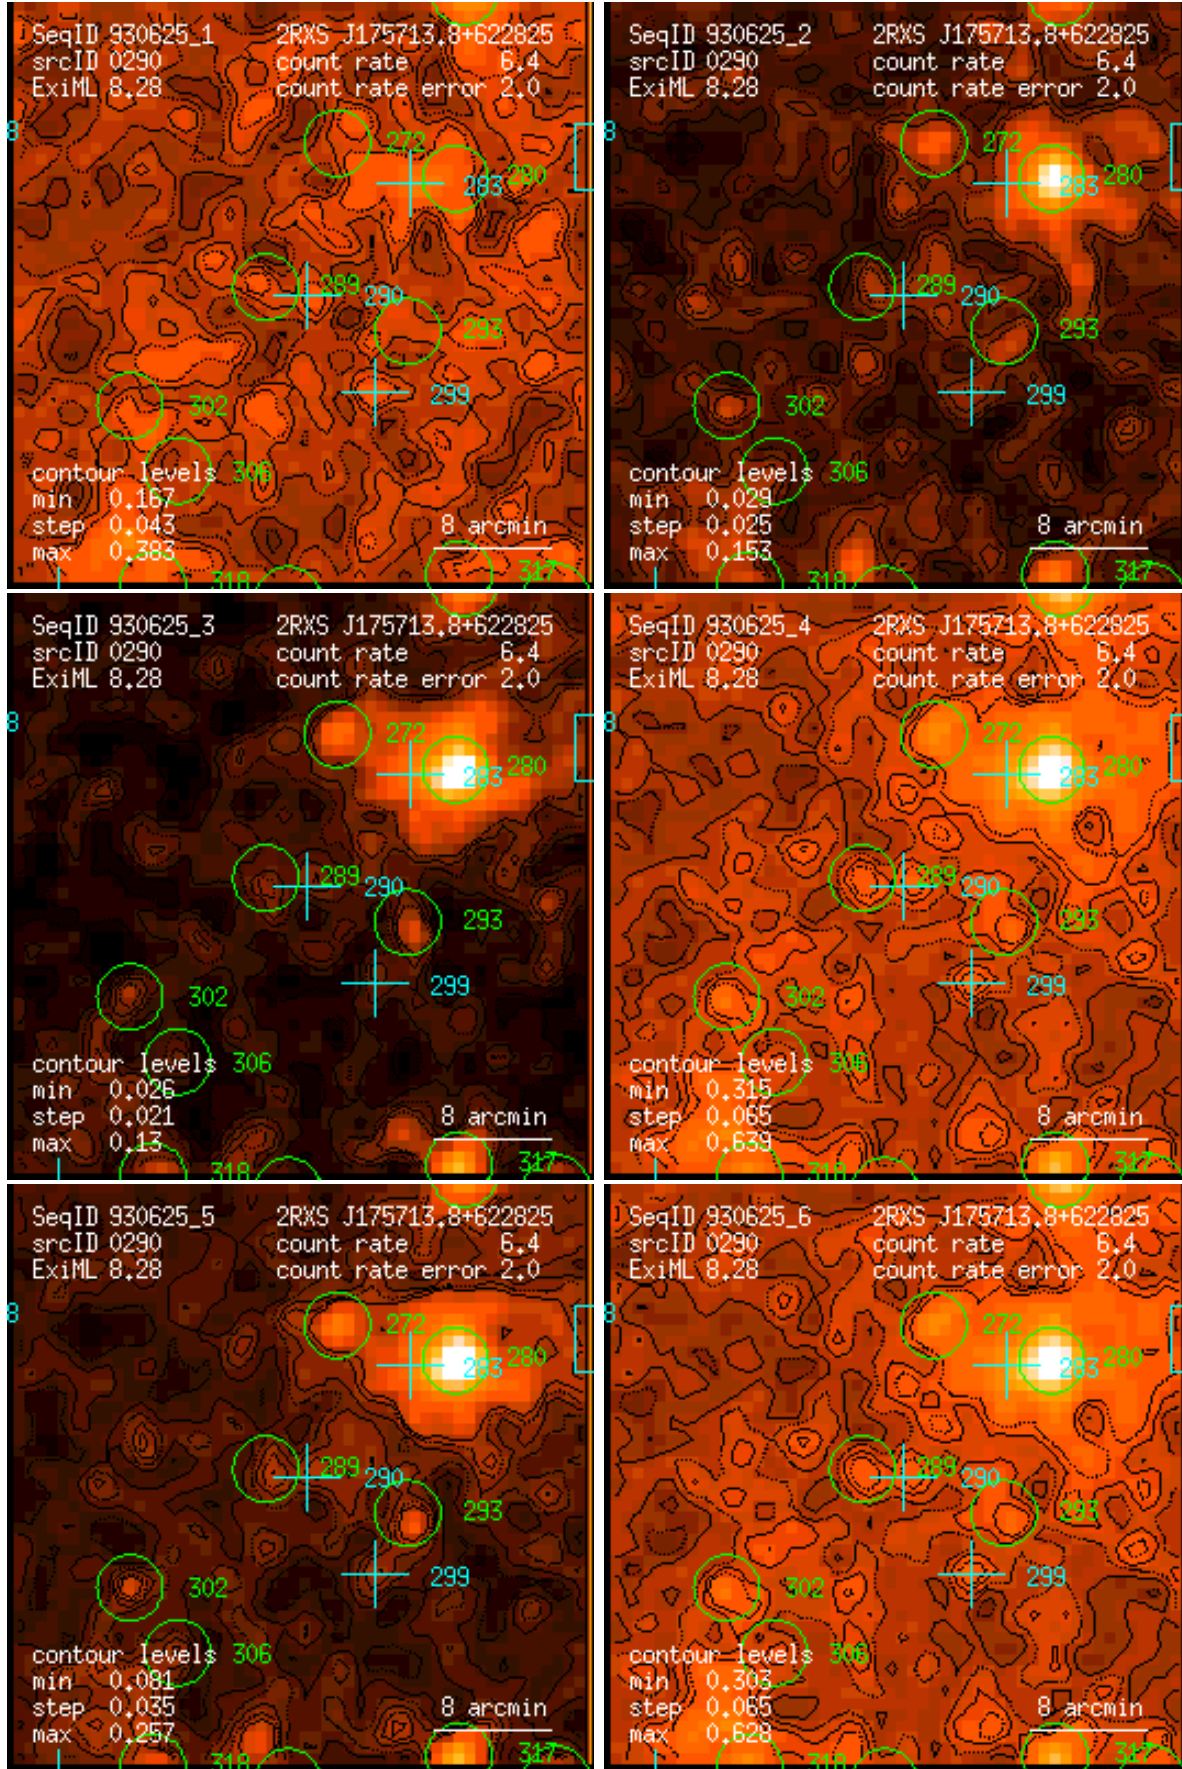 SeqID 930625_1 2RXS J175713.8+622825
srcID 0290 count rate 6.4
ExiML 8.28 count rate error 2.0
8
272
283 280
289 290
293
299
302
306
contour levels
min 0.167
step 0.043
max 0.383
8 arcmin
318 317
SeqID 930625_2 2RXS J175713.8+622825
srcID 0290 count rate 6.4
ExiML 8.28 count rate error 2.0
8
272
283 280
289 290
293
299
302
306
contour levels
min 0.029
step 0.025
max 0.153
8 arcmin
318 317
SeqID 930625_3 2RXS J175713.8+622825
srcID 0290 count rate 6.4
ExiML 8.28 count rate error 2.0
8
272
283 280
289 290
293
299
302
306
contour levels
min 0.026
step 0.021
max 0.13
8 arcmin
318 317
SeqID 930625_4 2RXS J175713.8+622825
srcID 0290 count rate 6.4
ExiML 8.28 count rate error 2.0
8
272
283 280
289 290
293
299
302
306
contour levels
min 0.315
step 0.065
max 0.639
8 arcmin
318 317
SeqID 930625_5 2RXS J175713.8+622825
srcID 0290 count rate 6.4
ExiML 8.28 count rate error 2.0
8
272
283 280
289 290
293
299
302
306
contour levels
min 0.081
step 0.035
max 0.257
8 arcmin
318 317
SeqID 930625_6 2RXS J175713.8+622825
srcID 0290 count rate 6.4
ExiML 8.28 count rate error 2.0
8
272
283 280
289 290
293
299
302
306
contour levels
min 0.303
step 0.065
max 0.628
8 arcmin
318 317